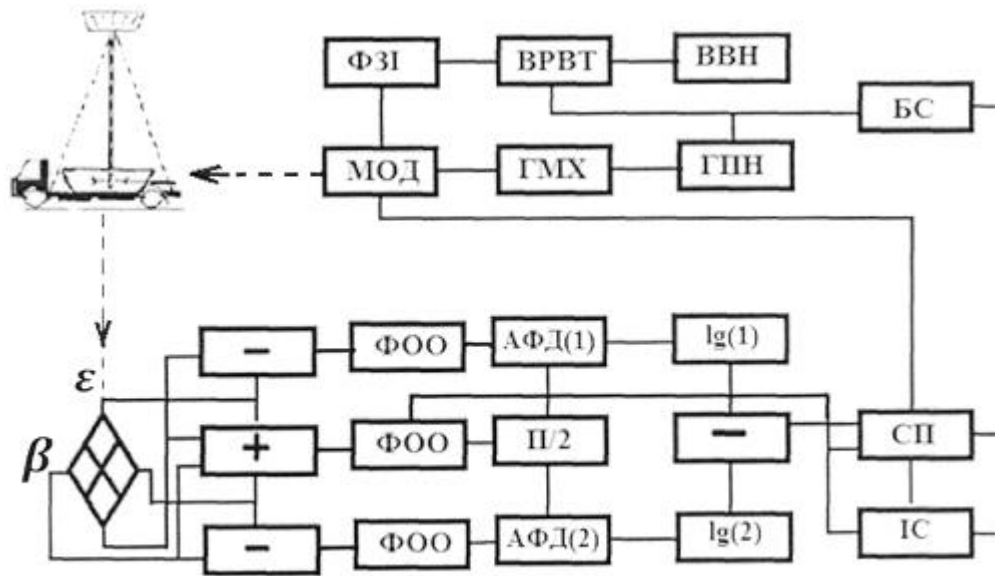 ФЗІ ВРВТ ВВН
БС
МОД ГМХ ГПН
− ФОО АФД(1) lg(1)
ε
β + ФОО П/2 − СП
− ФОО АФД(2) lg(2) ІС